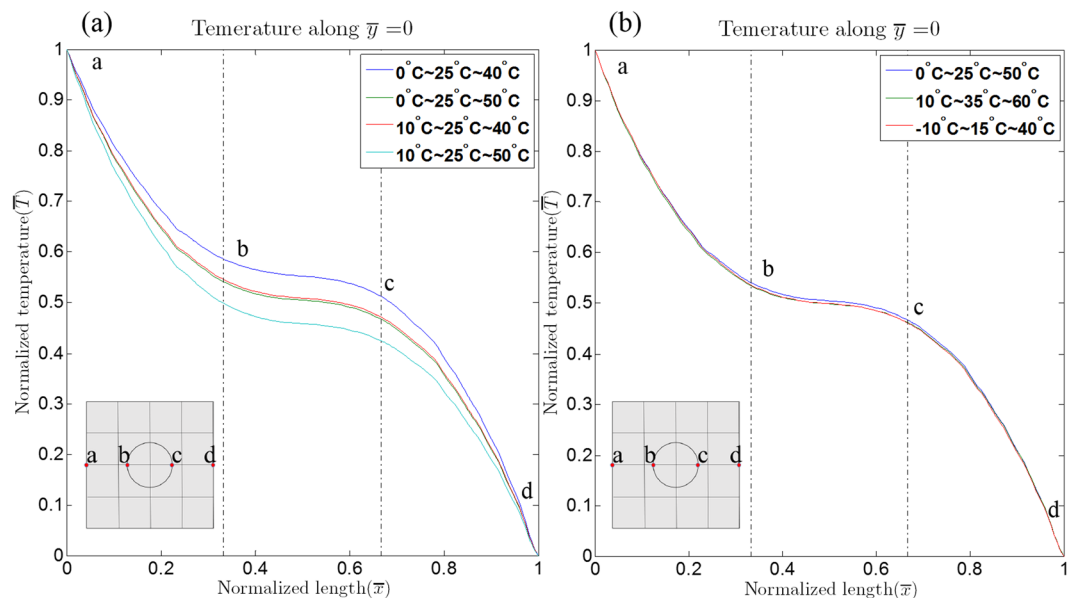 (a)
Temerature along y̅ =0
1
0.9
0.8
0.7
0.6
0.5
0.4
0.3
0.2
0.1
0
Normalized temperature(T̅)
0 0.2 0.4 0.6 0.8 1
Normalized length(x̅)
0°C~25°C~40°C
0°C~25°C~50°C
10°C~25°C~40°C
10°C~25°C~50°C
a
b
c
d
a b c d
(b)
Temerature along y̅ =0
1
0.9
0.8
0.7
0.6
0.5
0.4
0.3
0.2
0.1
0
Normalized temperature(T̅)
0 0.2 0.4 0.6 0.8 1
Normalized length(x̅)
0°C~25°C~50°C
10°C~35°C~60°C
-10°C~15°C~40°C
a
b
c
d
a b c d